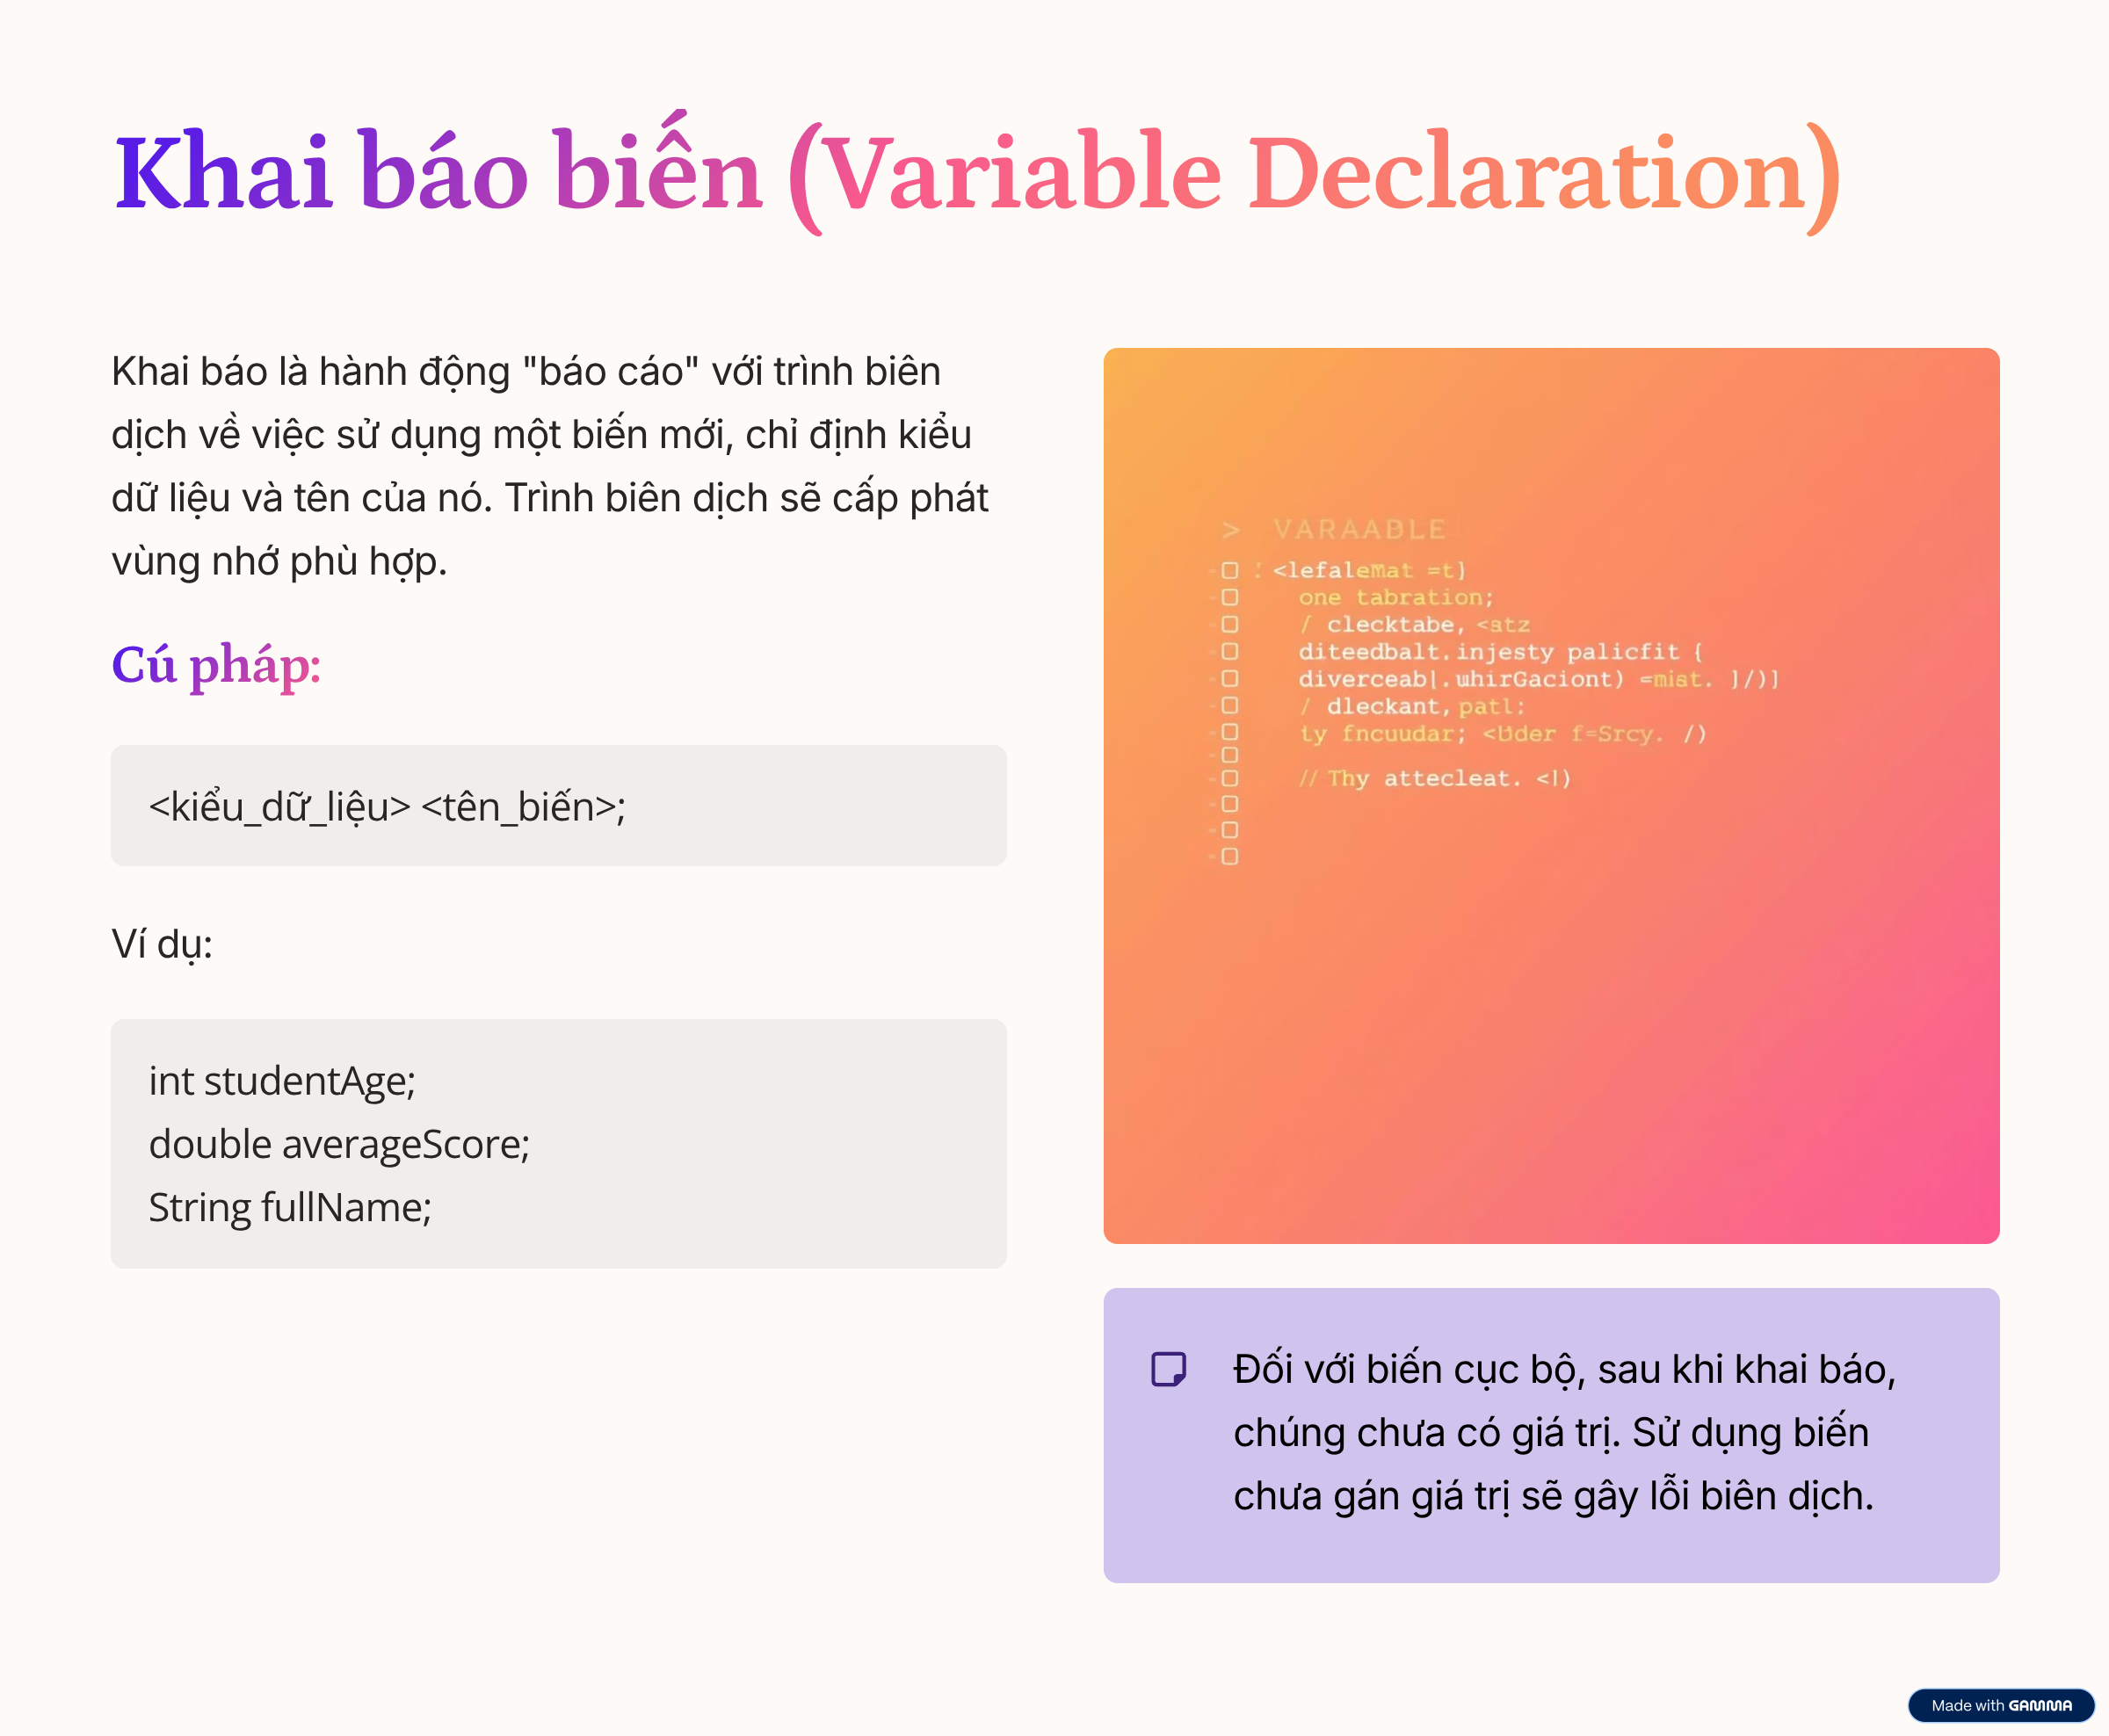 Khai báo biến (Variable Declaration)
Khai báo là hành động "báo cáo" với trình biên
dịch về việc sử dụng một biến mới, chỉ định kiểu
dữ liệu và tên của nó. Trình biên dịch sẽ cấp phát
vùng nhớ phù hợp.
Cú pháp:
<kiểu_dữ_liệu> <tên_biến>;
Ví dụ:
int studentAge;
double averageScore;
String fullName;
> VARAABLE
<lefalemat =t}
one tabration;
/ clecktabe, <atz
diteedbalt.injesty palicfit {
diverceab[.uhirGaciont) =mist. ]/)]
/ dleckant, patl:
ty fncuudar; <Uder f=Srcy. /)
// Thy attecleat. <!)
Đối với biến cục bộ, sau khi khai báo,
chúng chưa có giá trị. Sử dụng biến
chưa gán giá trị sẽ gây lỗi biên dịch.
Made with GAMMA